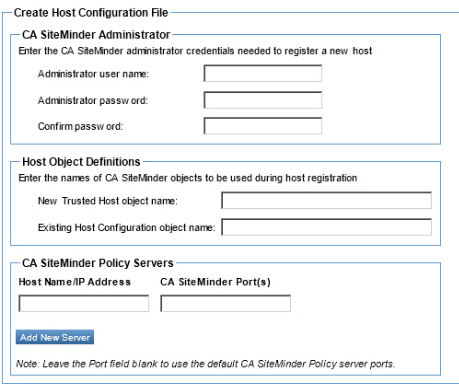 Create Host Configuration File
CA SiteMinder Administrator
Enter the CA SiteMinder administrator credentials needed to register a new host
Administrator user name:
Administrator password:
Confirm password:
Host Object Definitions
Enter the names of CA SiteMinder objects to be used during host registration
New Trusted Host object name:
Existing Host Configuration object name:
CA SiteMinder Policy Servers
Host Name/IP Address CA SiteMinder Port(s)
Add New Server
Note: Leave the Port field blank to use the default CA SiteMinder Policy server ports.